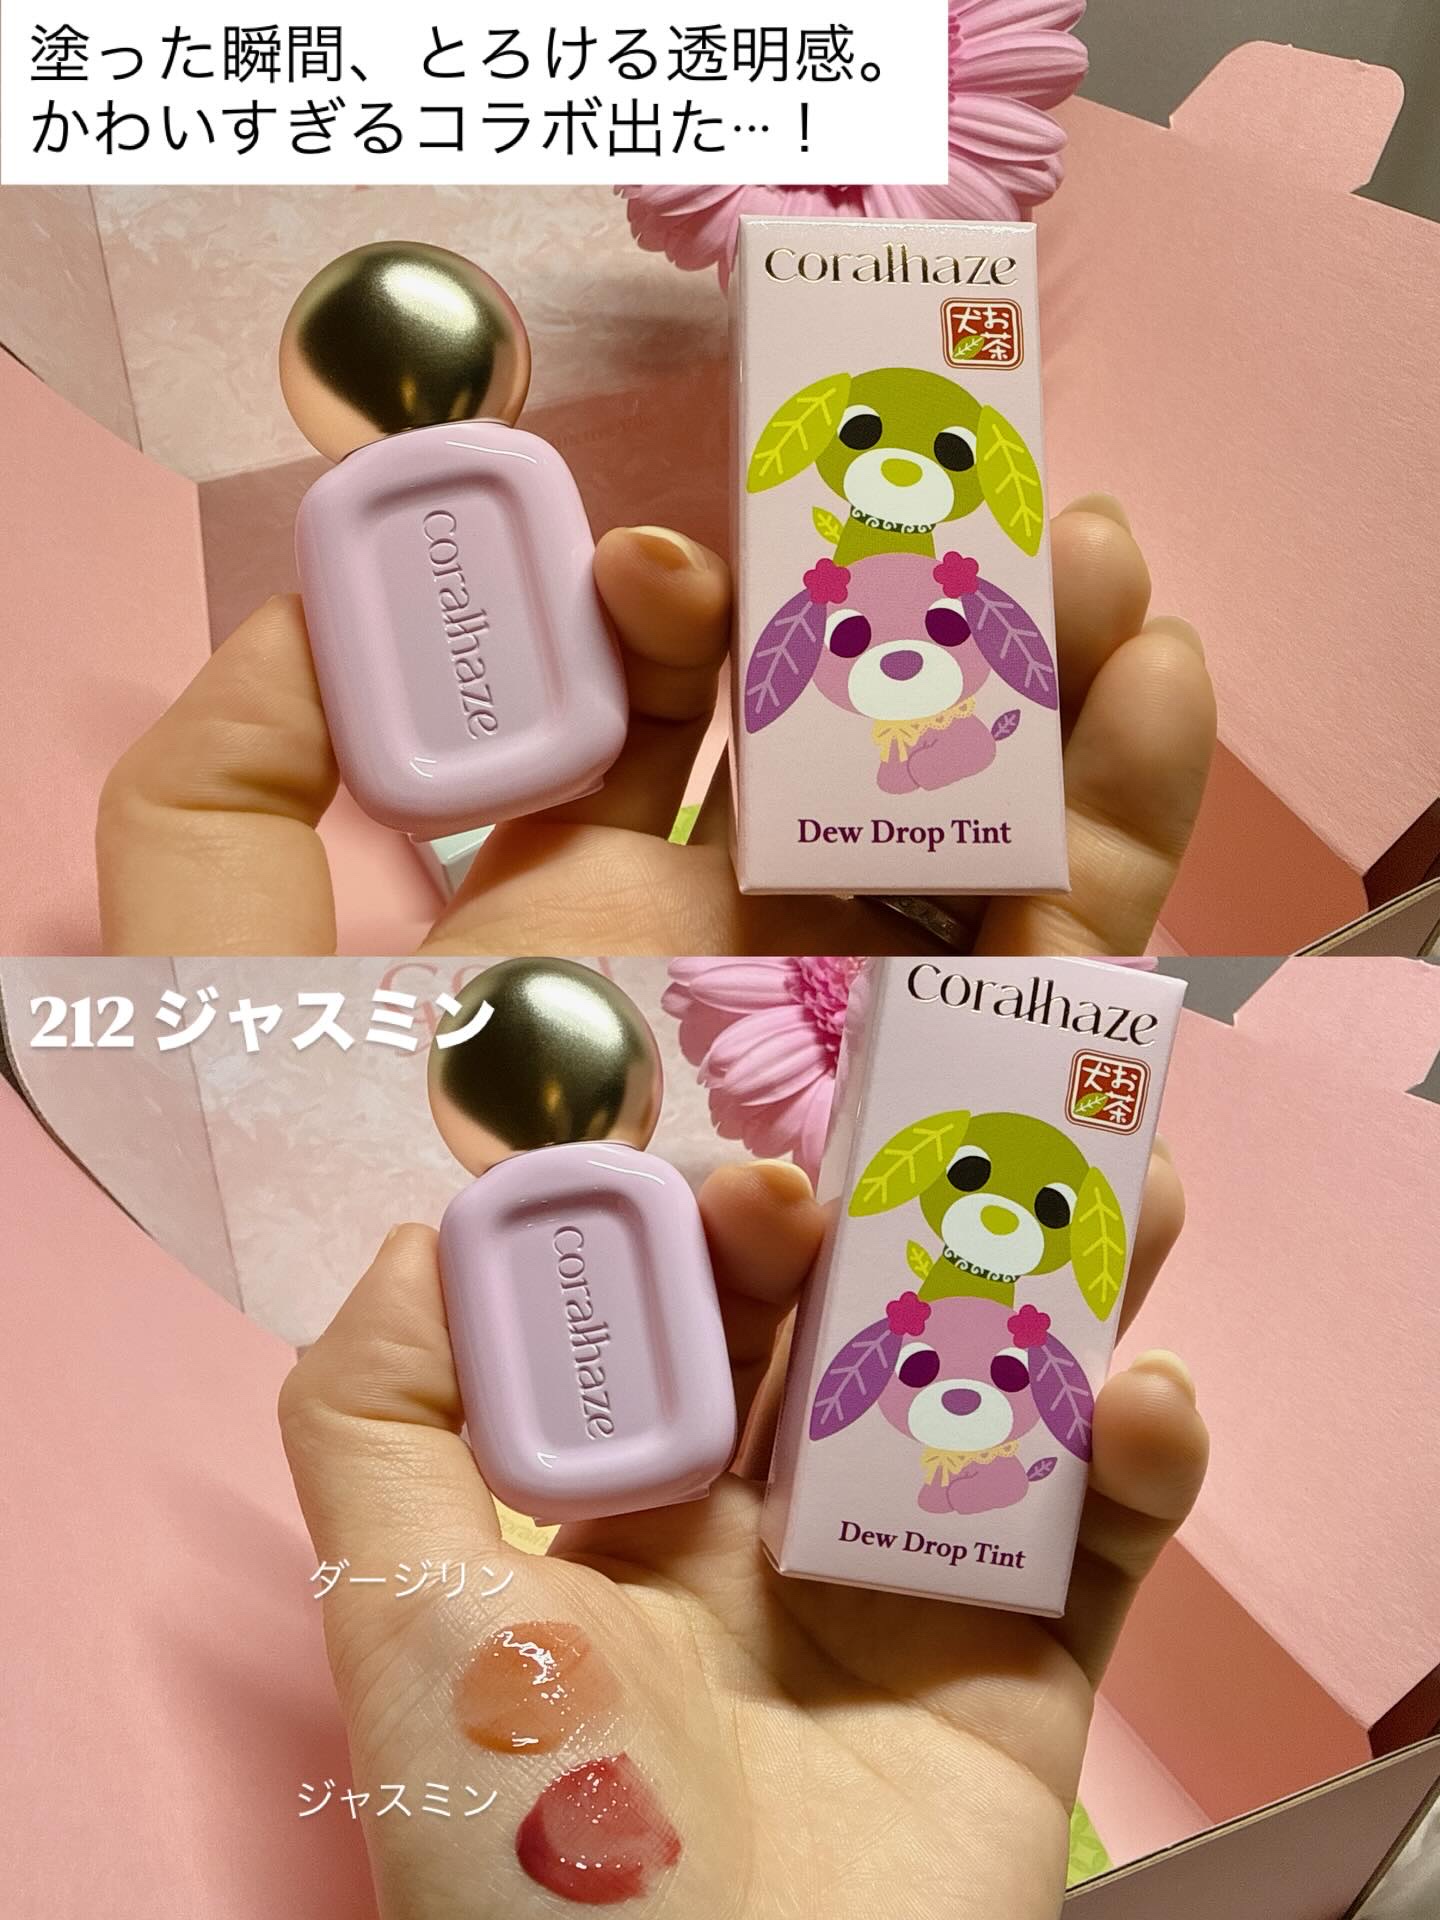 塗った瞬間、とろける透明感。
かわいすぎるコラボ出た…！
coralhaze
お茶
犬
coralhaze
Dew Drop Tint
212 ジャスミン
coralhaze
お茶
犬
coralhaze
Dew Drop Tint
ダージリン
ジャスミン